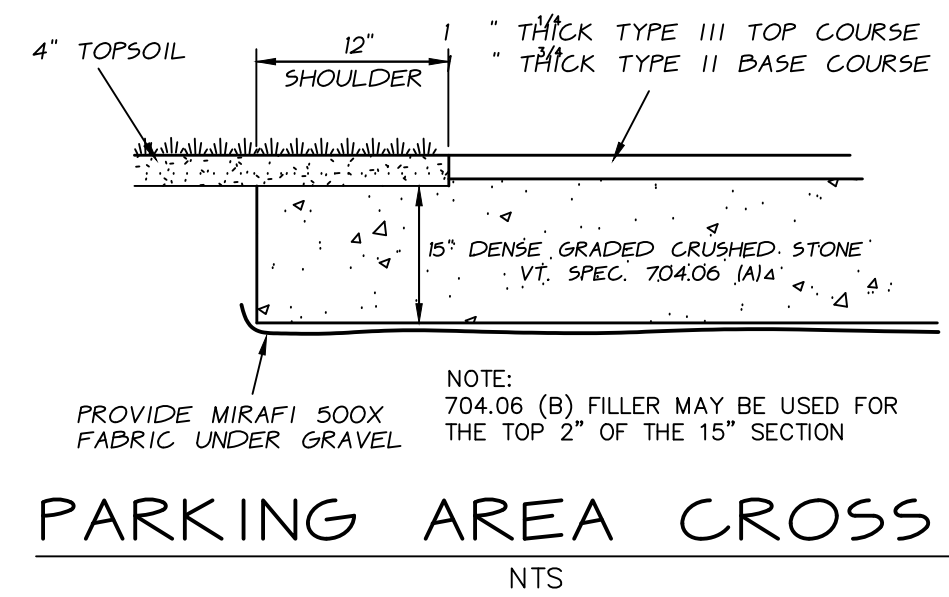 4" TOPSOIL
12"
SHOULDER
1 1/4" THICK TYPE III TOP COURSE
1 3/4" THICK TYPE II BASE COURSE
15" DENSE GRADED CRUSHED STONE
VT. SPEC. 704.06 (A)
PROVIDE MIRAFI 500X
FABRIC UNDER GRAVEL
NOTE:
704.06 (B) FILLER MAY BE USED FOR
THE TOP 2” OF THE 15” SECTION
PARKING AREA CROSS
NTS